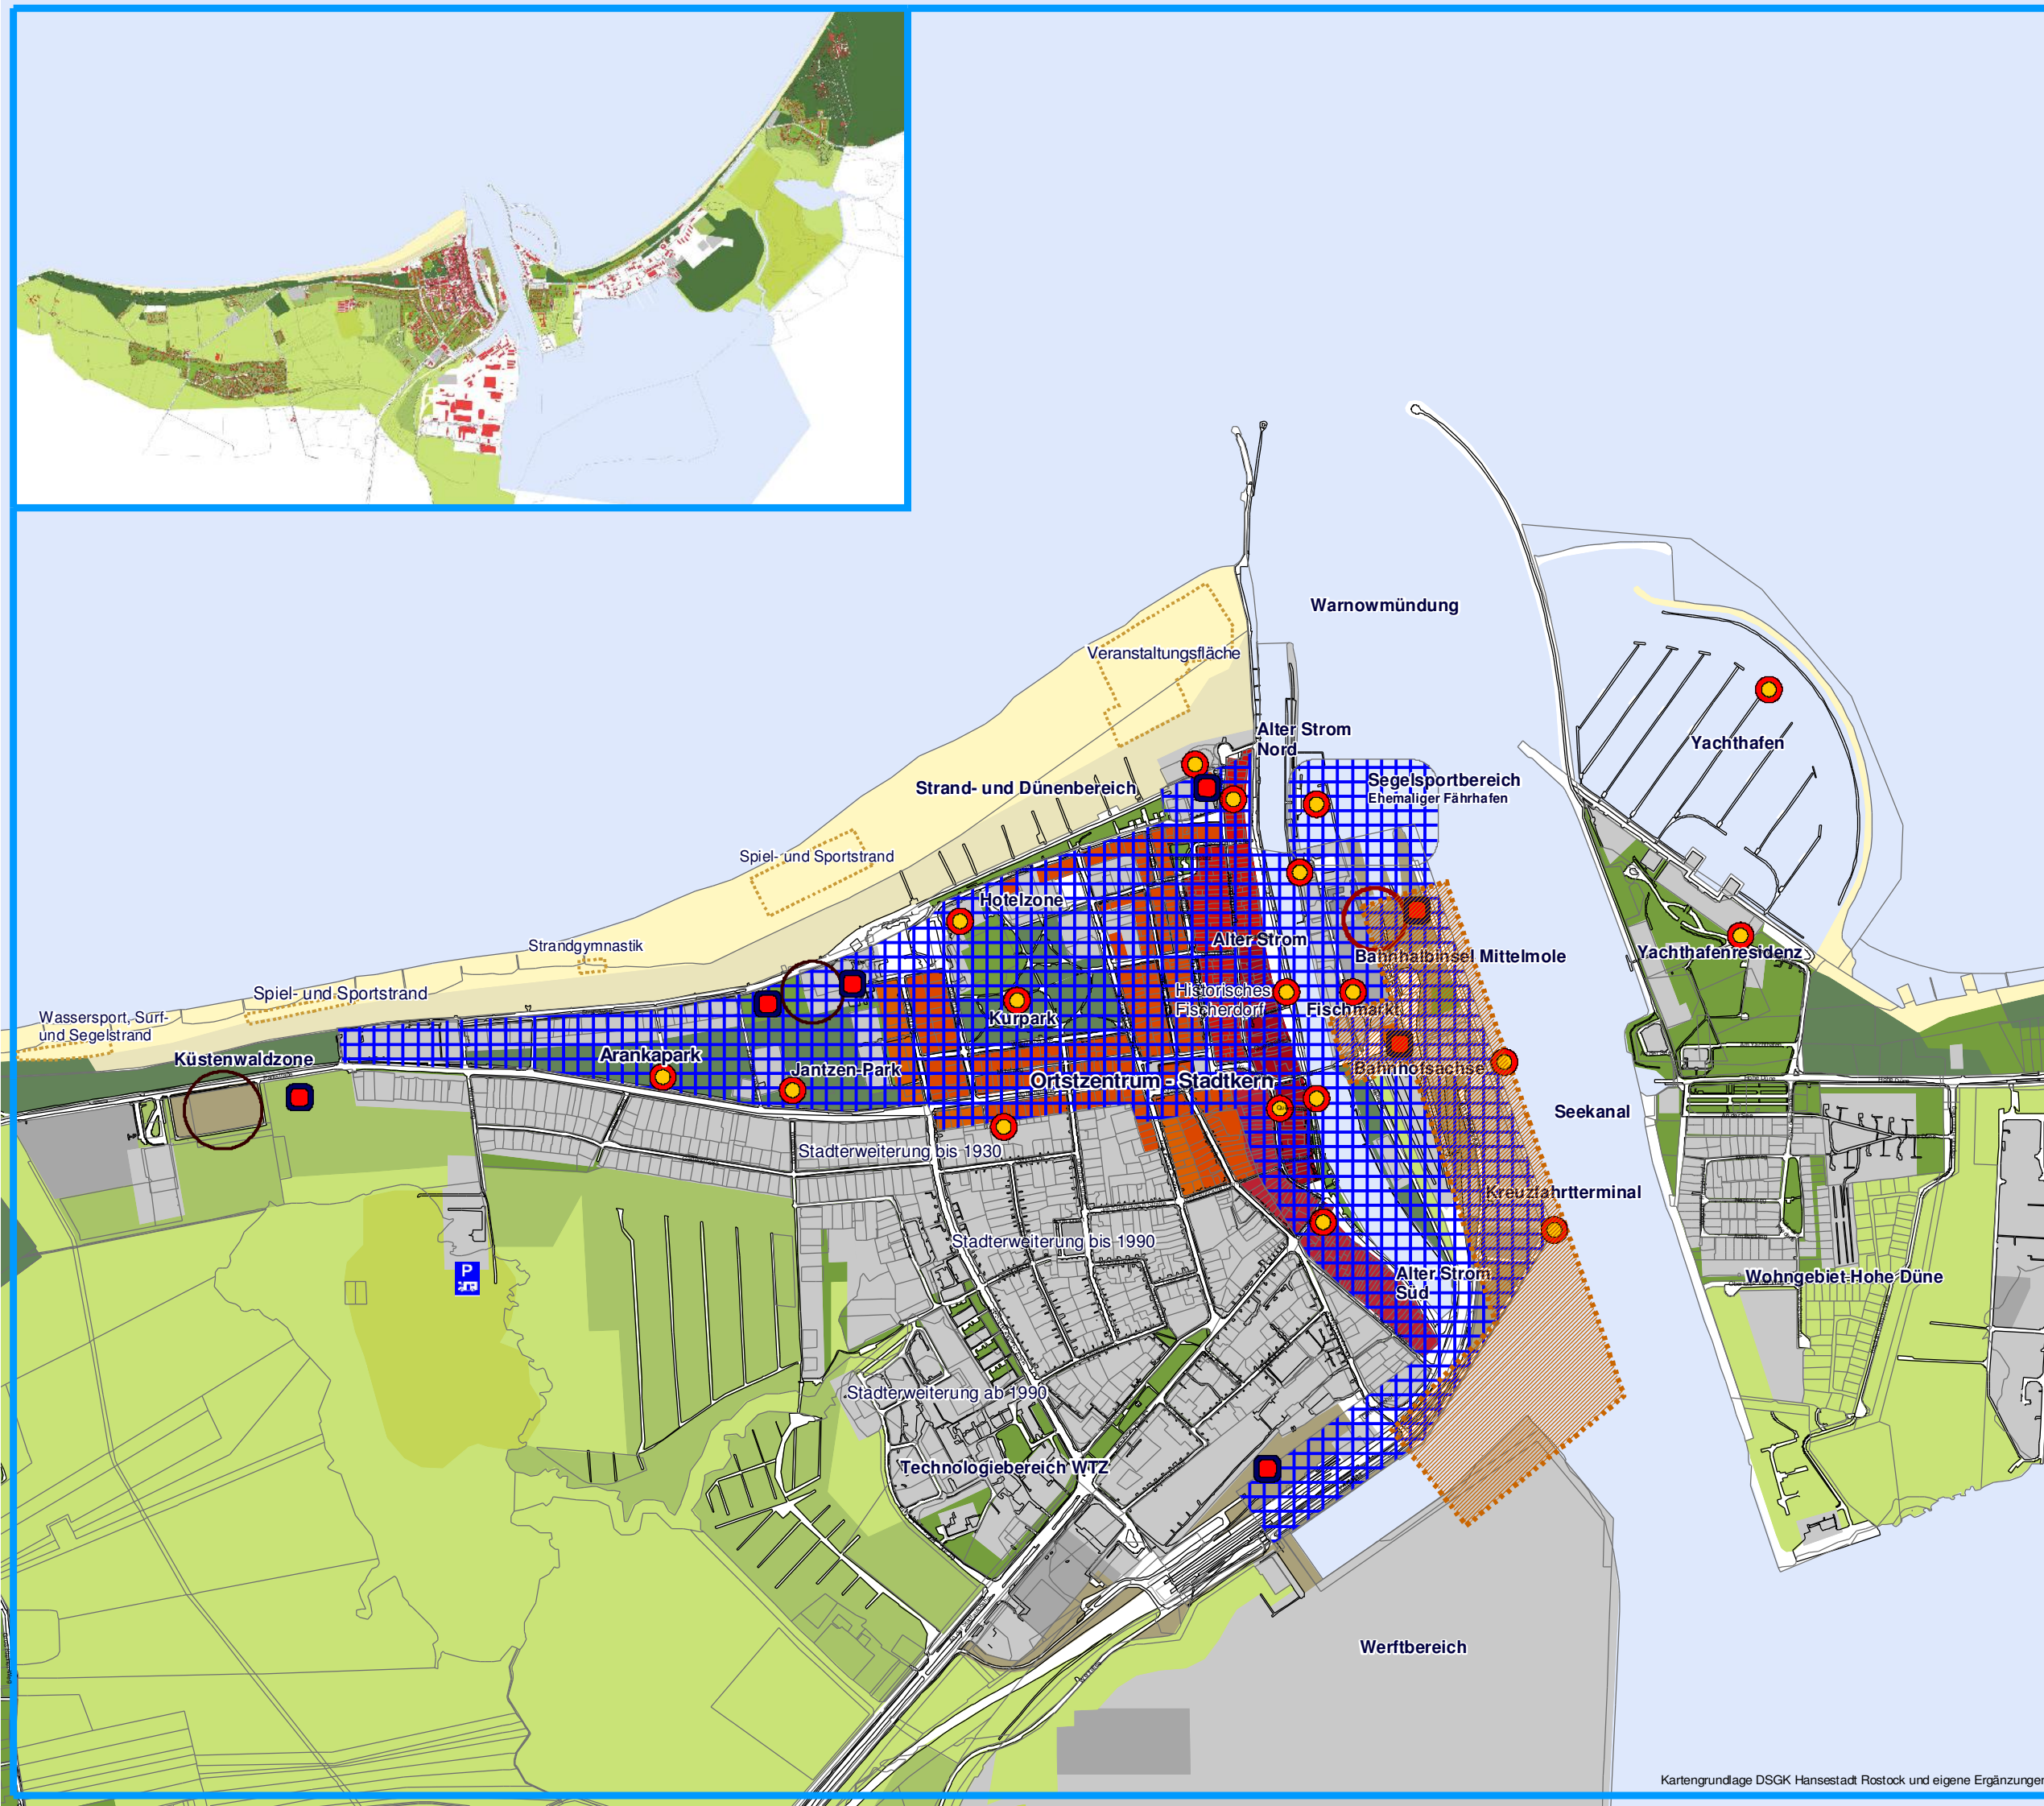 Warnowmündung
Veranstaltungsfläche
Alter Strom
Nord
Yachthafen
Strand- und Dünenbereich
Segelsportbereich
Ehemaliger Fährhafen
Spiel- und Sportstrand
Hotelzone
Alter Strom
Strandgymnastik
Bahnhalbinsel Mittelmole
Yachthafenresidenz
Spiel- und Sportstrand
Historisches
Fischerdorf
Kurpark
Fischmarkt
Wassersport, Surf-
und Segelstrand
Küstenwaldzone
Arankapark
Jantzen-Park
Bahnhofsachse
Ortstzentrum - Stadtkern
Seekanal
Stadterweiterung bis 1930
Kreuzfahrtterminal
Stadterweiterung bis 1990
P
Alter Strom
Süd
Wohngebiet Hohe Düne
Stadterweiterung ab 1990
Technologiebereich WTZ
Werftbereich
Kartengrundlage DSGK Hansestadt Rostock und eigene Ergänzungen